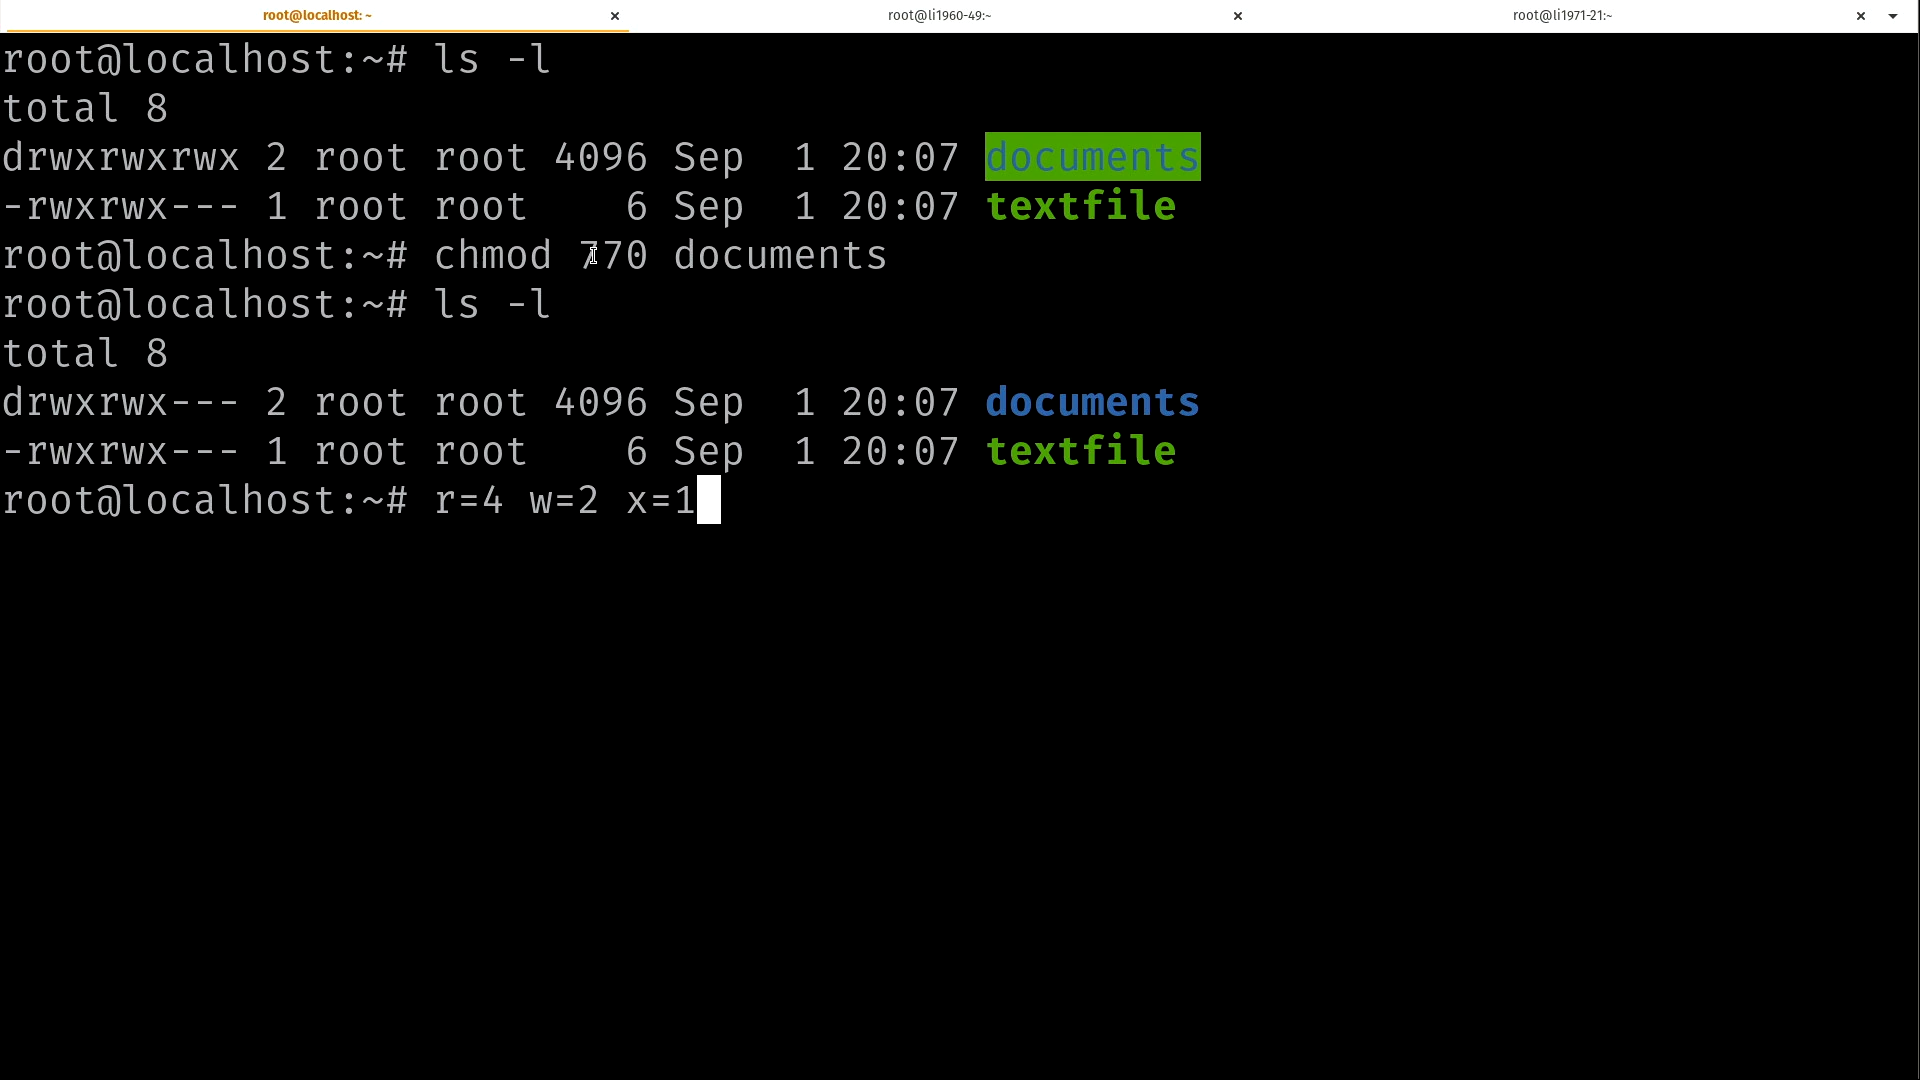 root@localhost: ~ × root@li1960-49:~ × root@li1971-21:~ ×
root@localhost:~# ls -l
total 8
drwxrwxrwx 2 root root 4096 Sep  1 20:07 documents
-rwxrwx--- 1 root root    6 Sep  1 20:07 textfile
root@localhost:~# chmod 770 documents
root@localhost:~# ls -l
total 8
drwxrwx--- 2 root root 4096 Sep  1 20:07 documents
-rwxrwx--- 1 root root    6 Sep  1 20:07 textfile
root@localhost:~# r=4 w=2 x=1